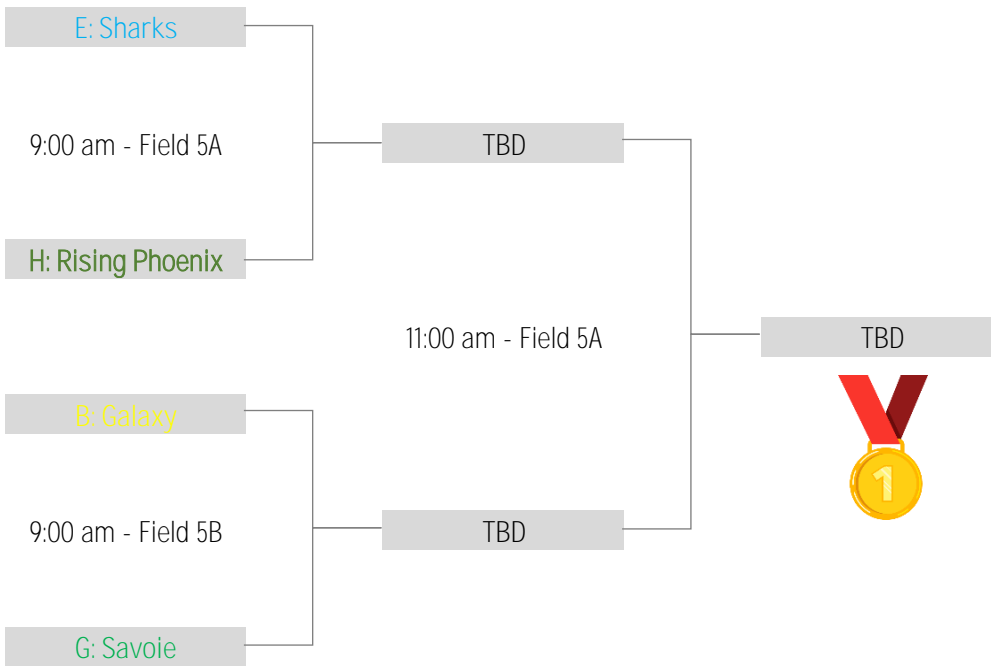 E: Sharks
9:00 am - Field 5A
TBD
H: Rising Phoenix
11:00 am - Field 5A
TBD
B: Galaxy
1
9:00 am - Field 5B
TBD
G: Savoie